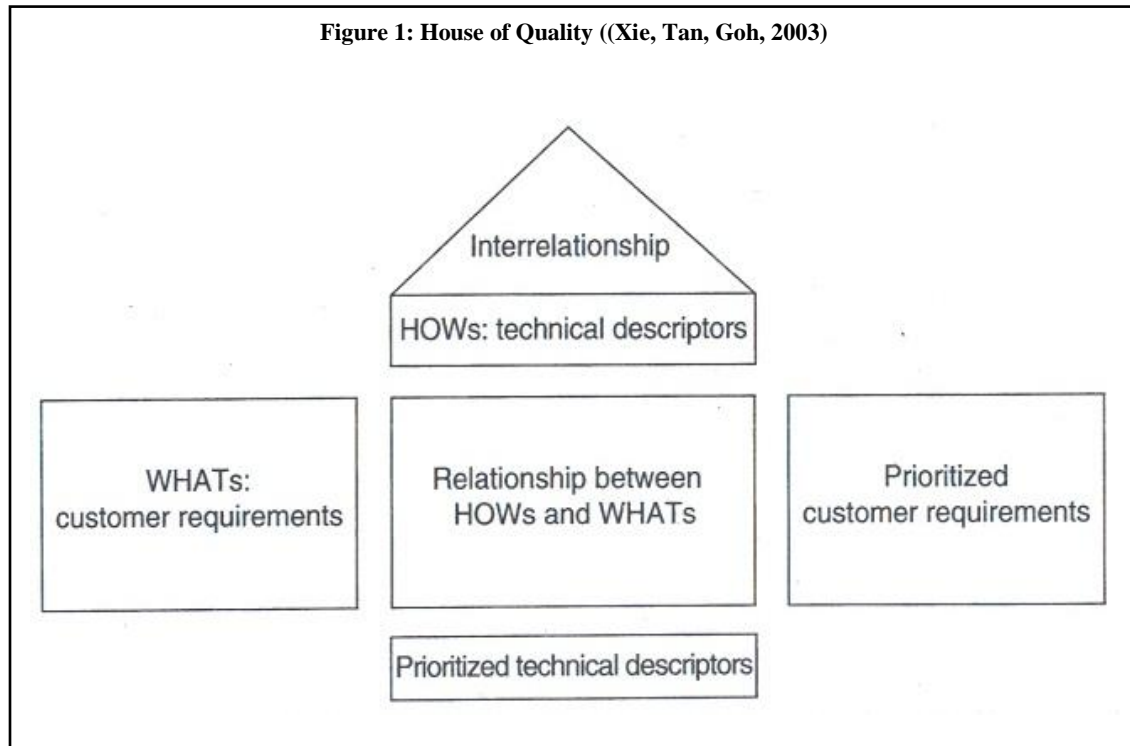 Figure 1: House of Quality ((Xie, Tan, Goh, 2003)
Interrelationship
HOWs: technical descriptors
WHATs:
customer requirements
Relationship between
HOWs and WHATs
Prioritized
customer requirements
Prioritized technical descriptors